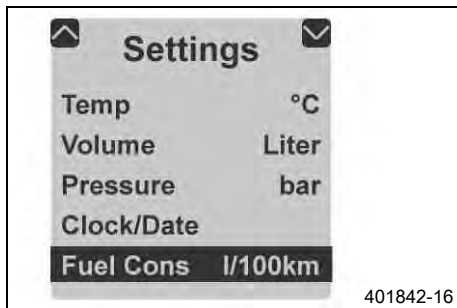 Settings
Temp °C
Volume Liter
Pressure bar
Clock/Date
Fuel Cons l/100km
401842-16